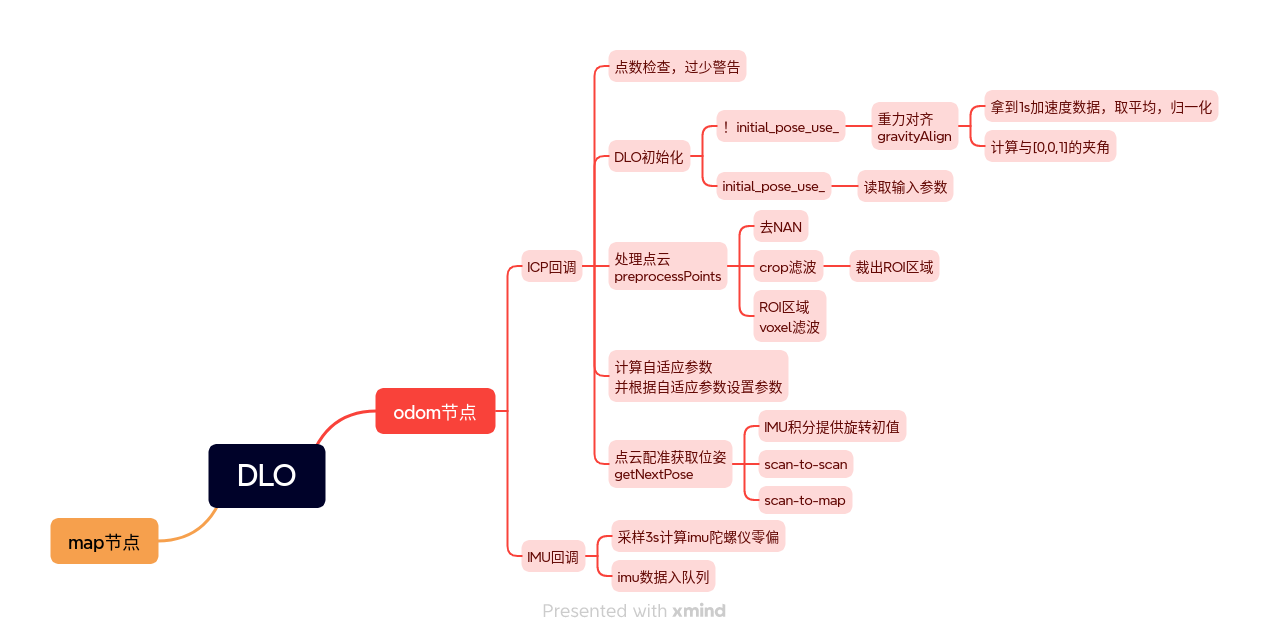 点数检查，过少警告
拿到1s加速度数据，取平均，归一化
重力对齐
gravityAlign
！initial_pose_use_
计算与[0,0,1]的夹角
DLO初始化
initial_pose_use_
读取输入参数
去NAN
处理点云
preprocessPoints
ICP回调
crop滤波
裁出ROI区域
ROI区域
voxel滤波
计算自适应参数
并根据自适应参数设置参数
odom节点
IMU积分提供旋转初值
点云配准获取位姿
getNextPose
scan-to-scan
DLO
scan-to-map
map节点
采样3s计算imu陀螺仪零偏
IMU回调
imu数据入队列
Presented with xmind